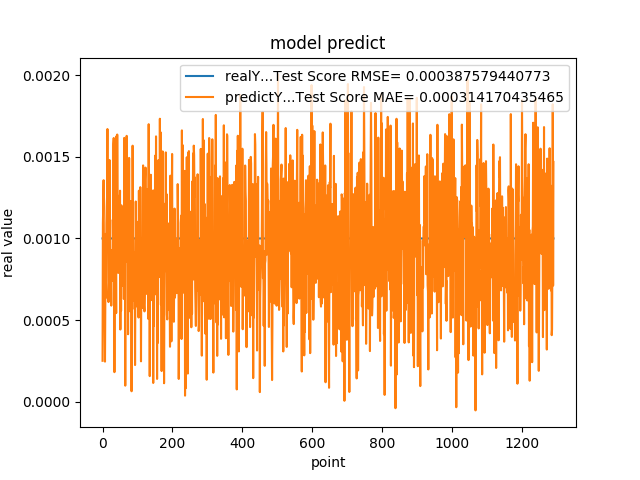 model predict
realY...Test Score RMSE= 0.000387579440773
predictY...Test Score MAE= 0.000314170435465
0.0020
0.0015
0.0010
0.0005
0.0000
real value
0 200 400 600 800 1000 1200
point